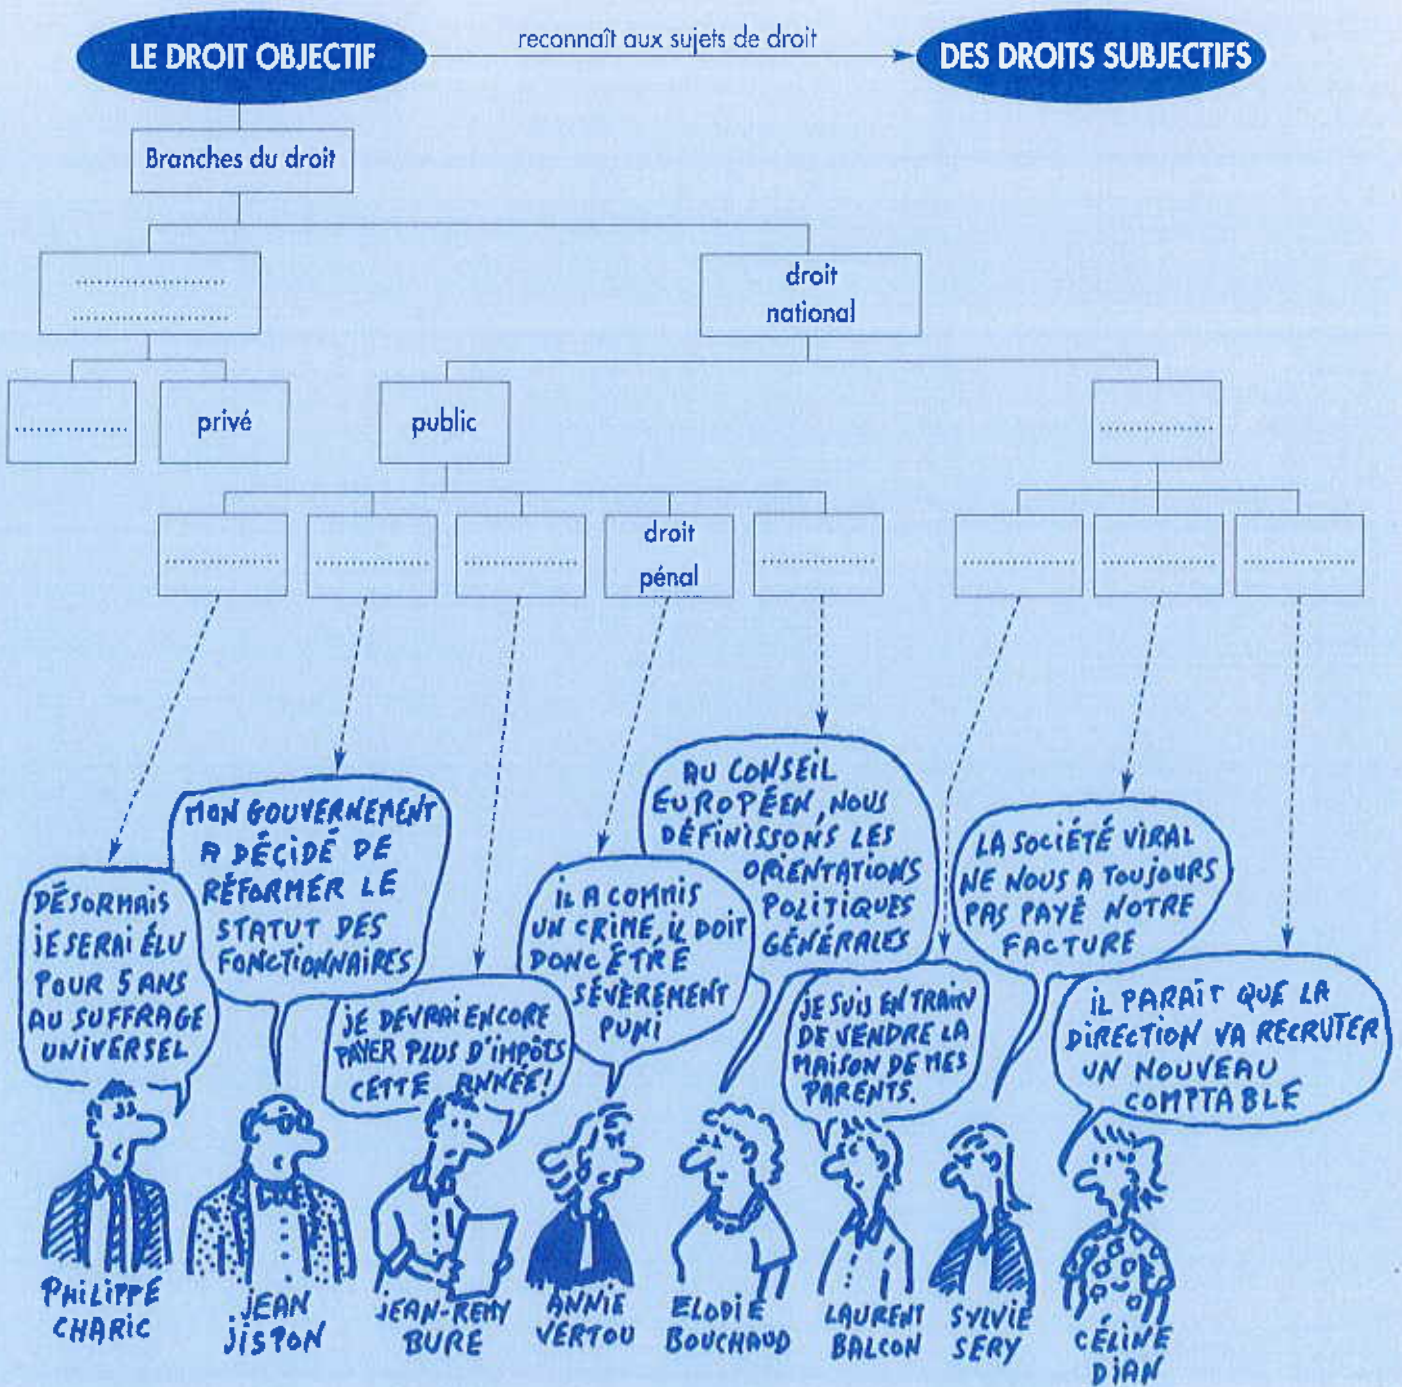 LE DROIT OBJECTIF
reconnaît aux sujets de droit
DES DROITS SUBJECTIFS
Branches du droit
....................
.....................
droit
national
................
privé
public
...............
.................
.................
.................
droit
pénal
.................
...............
...............
...............
DÉSORMAIS
JE SERAI ÉLU
POUR 5 ANS
AU SUFFRAGE
UNIVERSEL
MON GOUVERNEMENT
A DÉCIDÉ DE
RÉFORMER LE
STATUT DES
FONCTIONNAIRES
JE DEVRAI ENCORE
PAYER PLUS D'IMPÔTS
CETTE ANNÉE!
IL A COMMIS
UN CRIME, IL DOIT
DONC ÊTRE
SÉVÈREMENT
PUNI
AU CONSEIL
EUROPÉEN, NOUS
DÉFINISSONS LES
ORIENTATIONS
POLITIQUES
GÉNÉRALES
JE SUIS EN TRAIN
DE VENDRE LA
MAISON DE MES
PARENTS.
LA SOCIÉTÉ VIRAL
NE NOUS A TOUJOURS
PAS PAYÉ NOTRE
FACTURE
IL PARAÎT QUE LA
DIRECTION VA RECRUTER
UN NOUVEAU
COMPTABLE
PHILIPPE
CHARIC
JEAN
JISPON
JEAN-REMY
BURE
ANNIE
VERTOU
ELODIE
BOUCHAUD
LAURENT
BALCON
SYLVIE
SERY
CÉLINE
DIAN